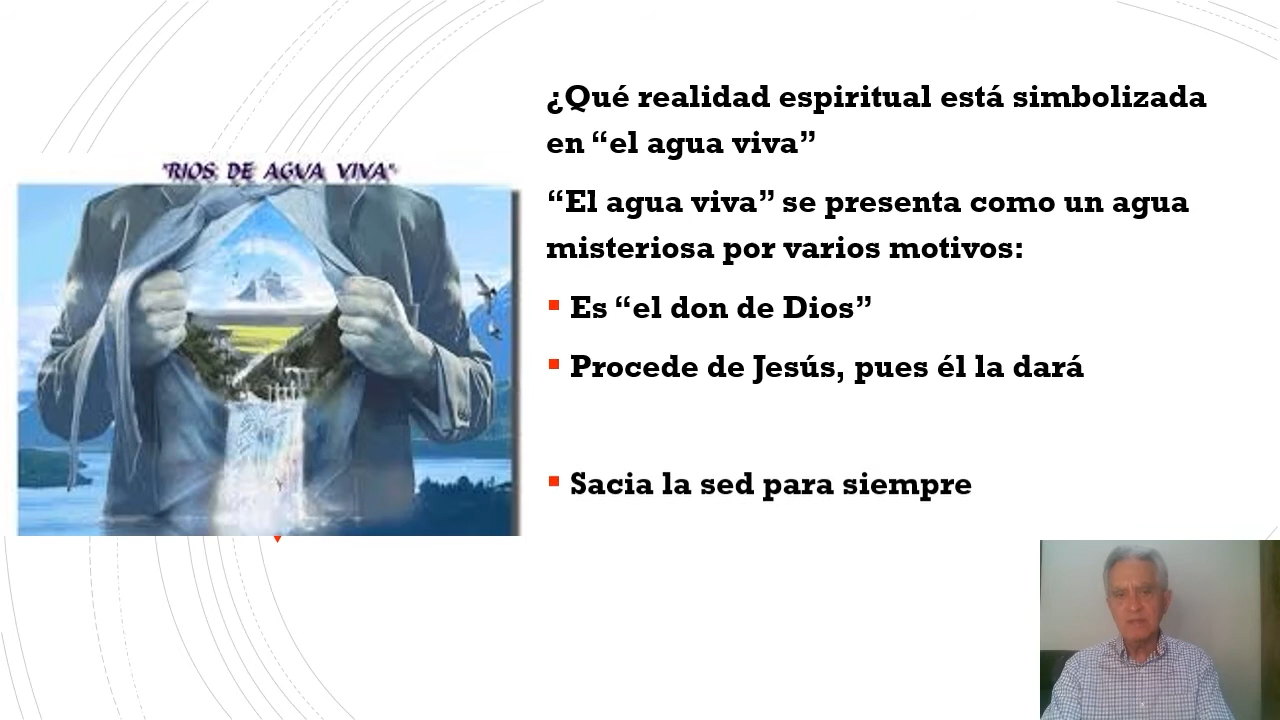 "RIOS DE AGUA VIVA"
¿Qué realidad espiritual está simbolizada
en “el agua viva”
“El agua viva” se presenta como un agua
misteriosa por varios motivos:
Es “el don de Dios”
Procede de Jesús, pues él la dará
Sacia la sed para siempre